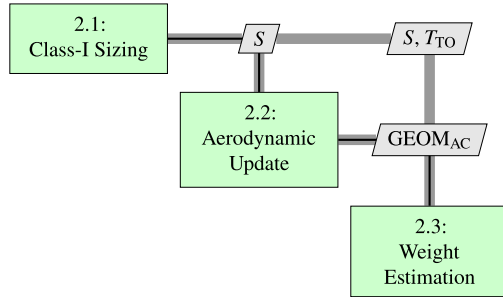 2.1:
Class-I Sizing
S
S, T_TO
2.2:
Aerodynamic
Update
GEOM_AC
2.3:
Weight
Estimation